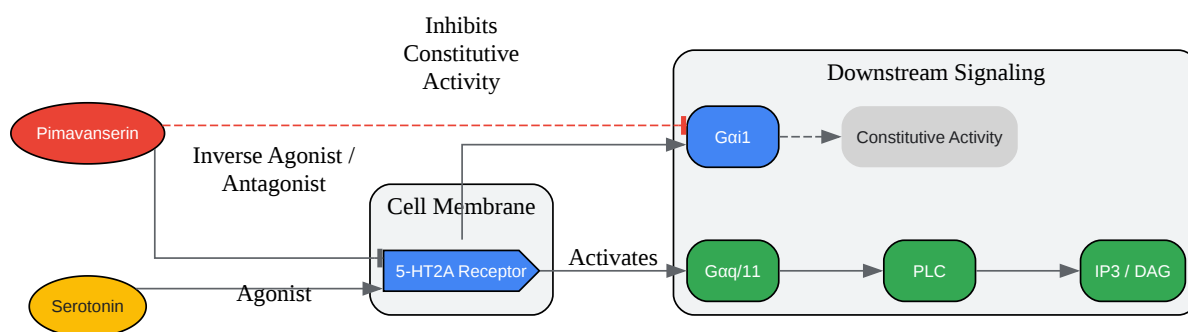 Inhibits
Constitutive
Activity
Downstream Signaling
Pimavanserin
Gαi1
Constitutive Activity
Inverse Agonist /
Antagonist
Cell Membrane
Activates
5-HT2A Receptor
Gαq/11
PLC
IP3 / DAG
Agonist
Serotonin